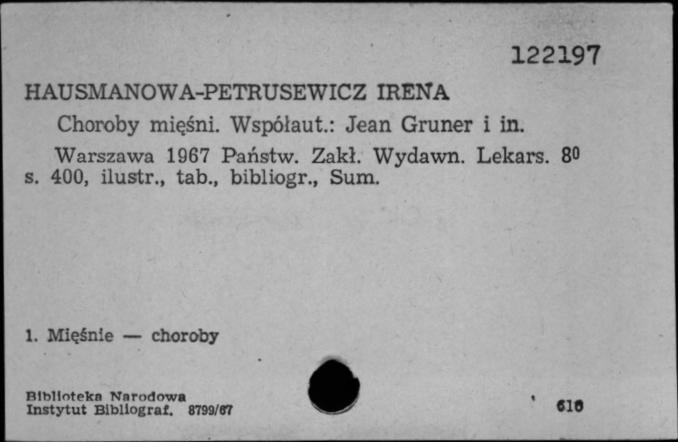 122197
HAUSMANOWA-PETRUSEWICZ IRENA
Choroby mięśni. Współaut.: Jean Gruner i in.
Warszawa 1967 Państw. Zakł. Wydawn. Lekars. 8⁰
s. 400, ilustr., tab., bibliogr., Sum.
1. Mięśnie — choroby
Biblioteka Narodowa
Instytut Bibliograf. 8799/67
616